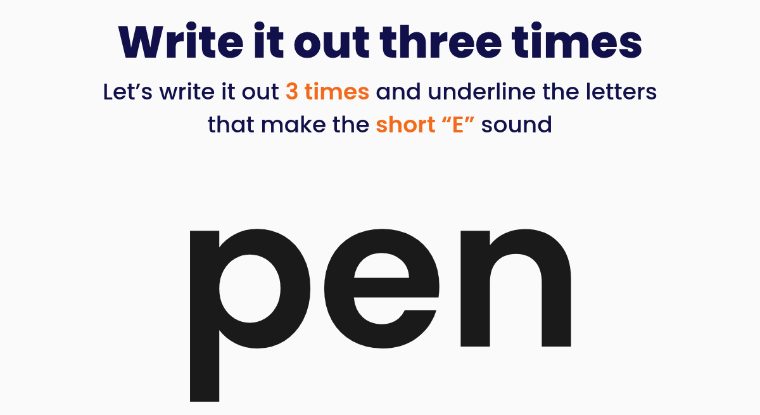 Write it out three times
Let’s write it out 3 times and underline the letters
that make the short “E” sound
pen